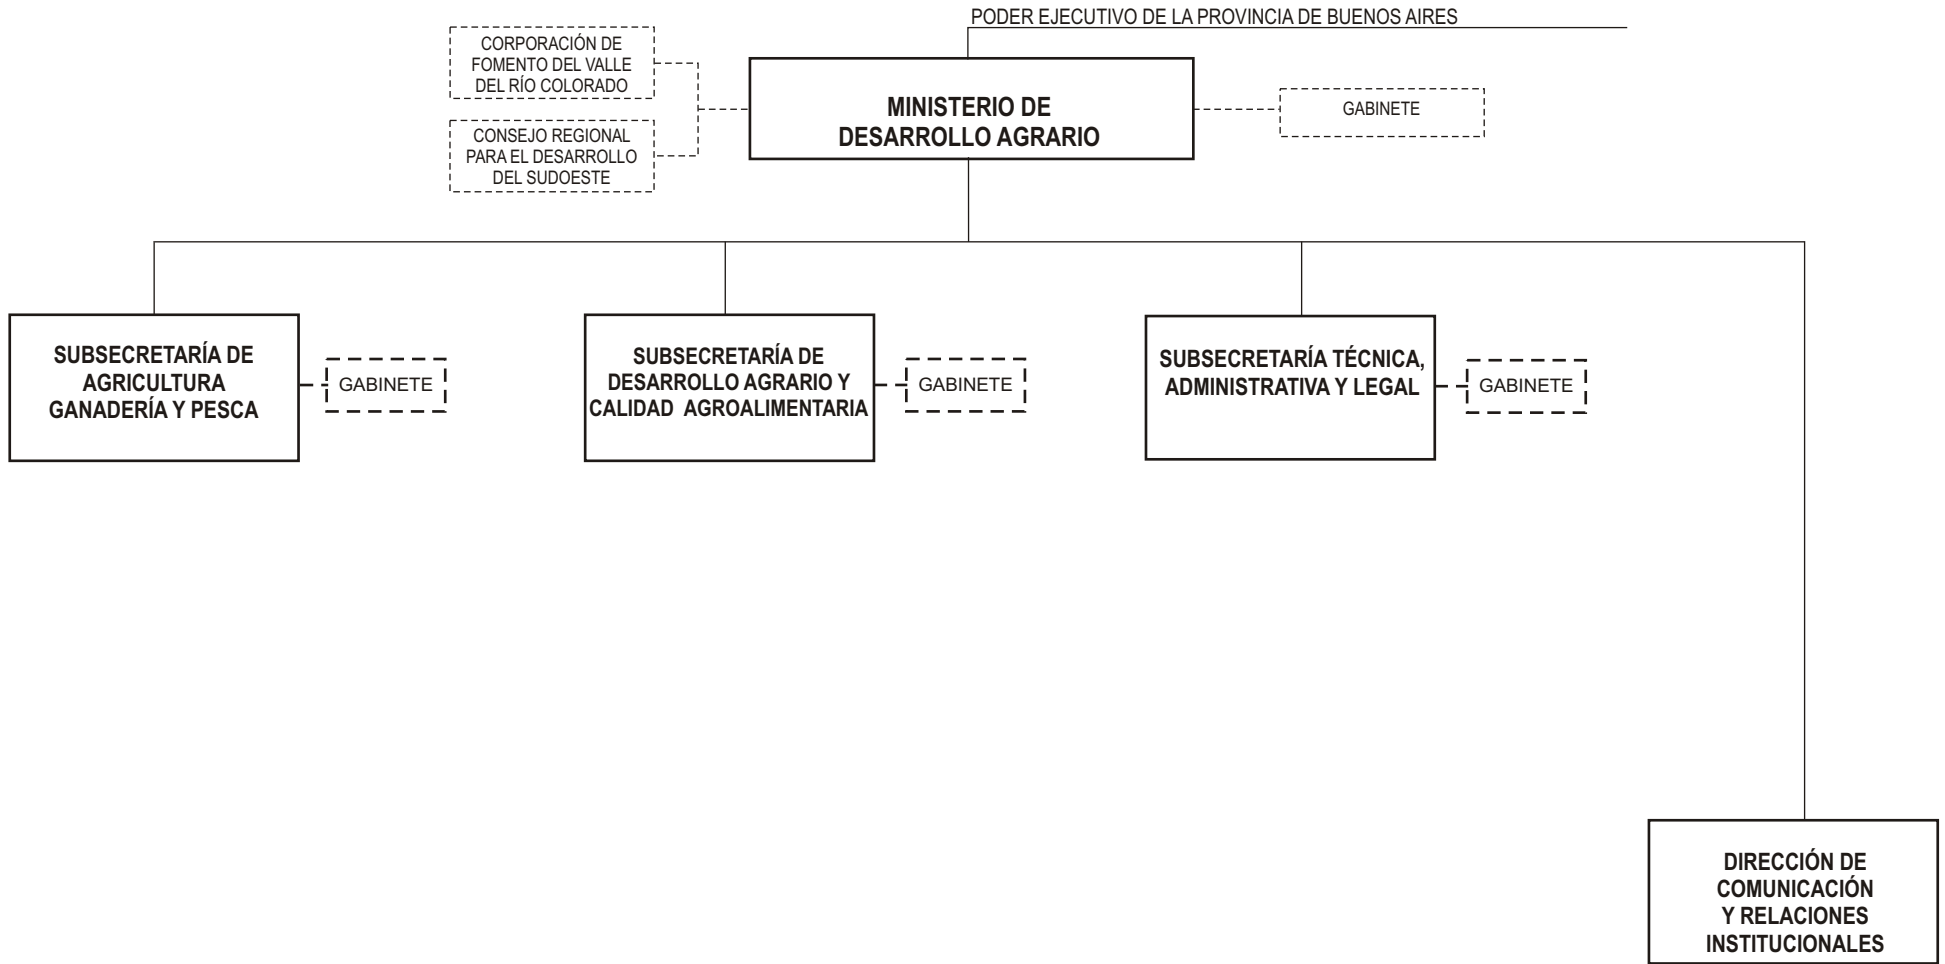 PODER EJECUTIVO DE LA PROVINCIA DE BUENOS AIRES
CORPORACIÓN DE
FOMENTO DEL VALLE
DEL RÍO COLORADO
CONSEJO REGIONAL
PARA EL DESARROLLO
DEL SUDOESTE
MINISTERIO DE
DESARROLLO AGRARIO
GABINETE
SUBSECRETARÍA DE
AGRICULTURA
GANADERÍA Y PESCA
GABINETE
SUBSECRETARÍA DE
DESARROLLO AGRARIO Y
CALIDAD AGROALIMENTARIA
GABINETE
SUBSECRETARÍA TÉCNICA,
ADMINISTRATIVA Y LEGAL
GABINETE
DIRECCIÓN DE
COMUNICACIÓN
Y RELACIONES
INSTITUCIONALES